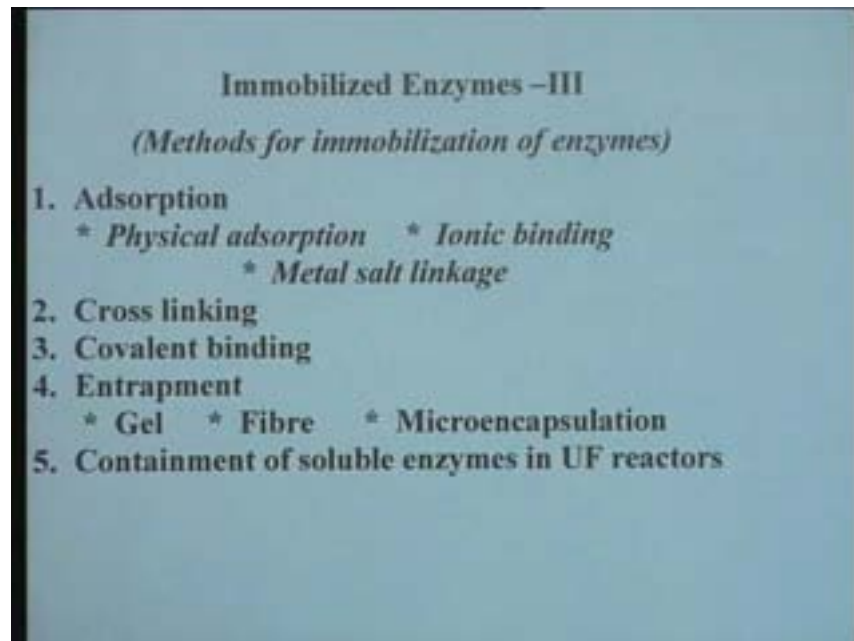 Immobilized Enzymes –III
(Methods for immobilization of enzymes)
1. Adsorption
* Physical adsorption * Ionic binding
* Metal salt linkage
2. Cross linking
3. Covalent binding
4. Entrapment
* Gel * Fibre * Microencapsulation
5. Containment of soluble enzymes in UF reactors